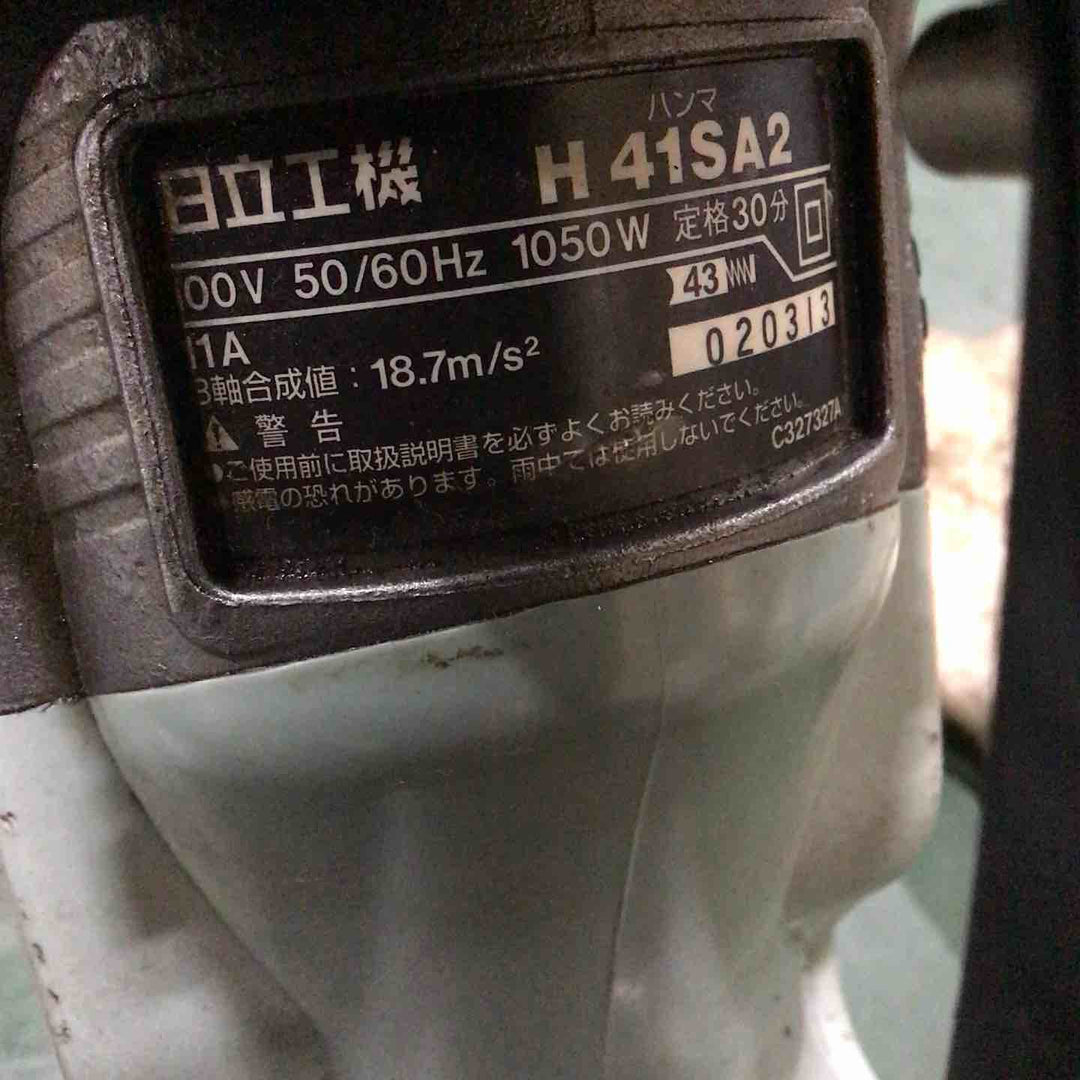 ハンマ
日立工機 H 41SA2
100V 50/60Hz 1050W 定格30分
11A 43
020313
3軸合成値：18.7m/s²
警告
●ご使用前に取扱説明書を必ずよくお読みください。
●感電の恐れがあります。雨中では使用しないでください。
C327327A